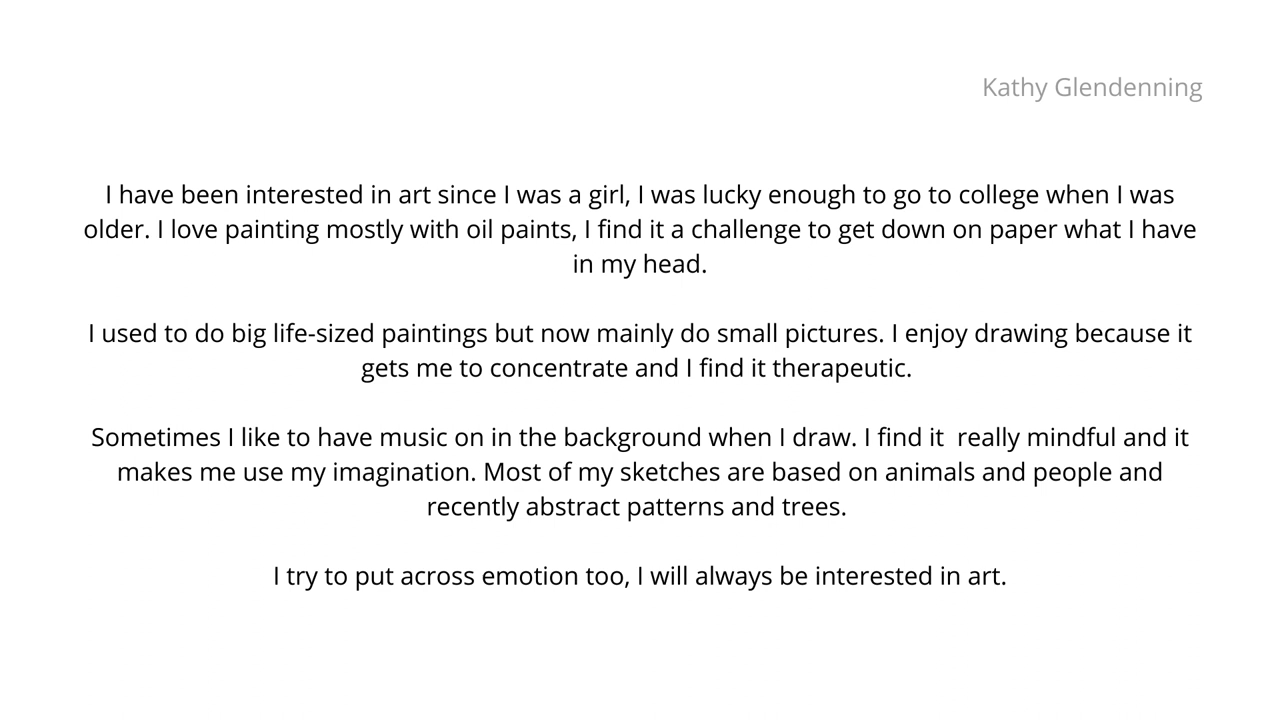 Kathy Glendenning
I have been interested in art since I was a girl, I was lucky enough to go to college when I was
older. I love painting mostly with oil paints, I find it a challenge to get down on paper what I have
in my head.
I used to do big life-sized paintings but now mainly do small pictures. I enjoy drawing because it
gets me to concentrate and I find it therapeutic.
Sometimes I like to have music on in the background when I draw. I find it  really mindful and it
makes me use my imagination. Most of my sketches are based on animals and people and
recently abstract patterns and trees.
I try to put across emotion too, I will always be interested in art.